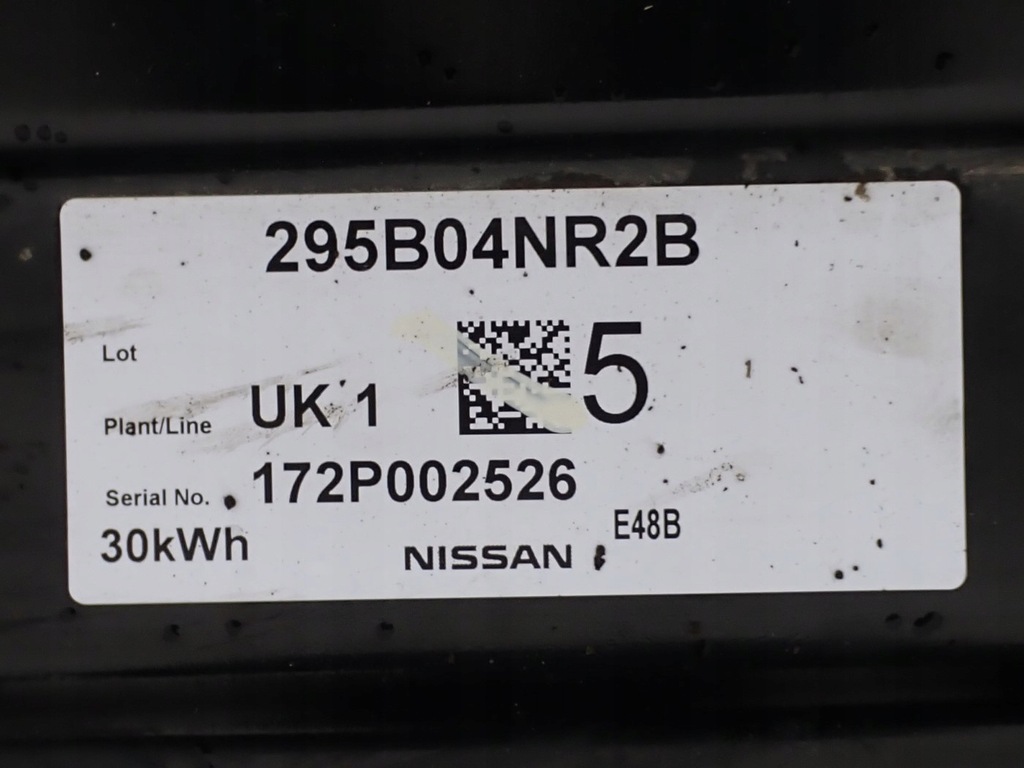 295B04NR2B
Lot
5
Plant/Line UK 1
Serial No. 172P002526
30kWh NISSAN E48B